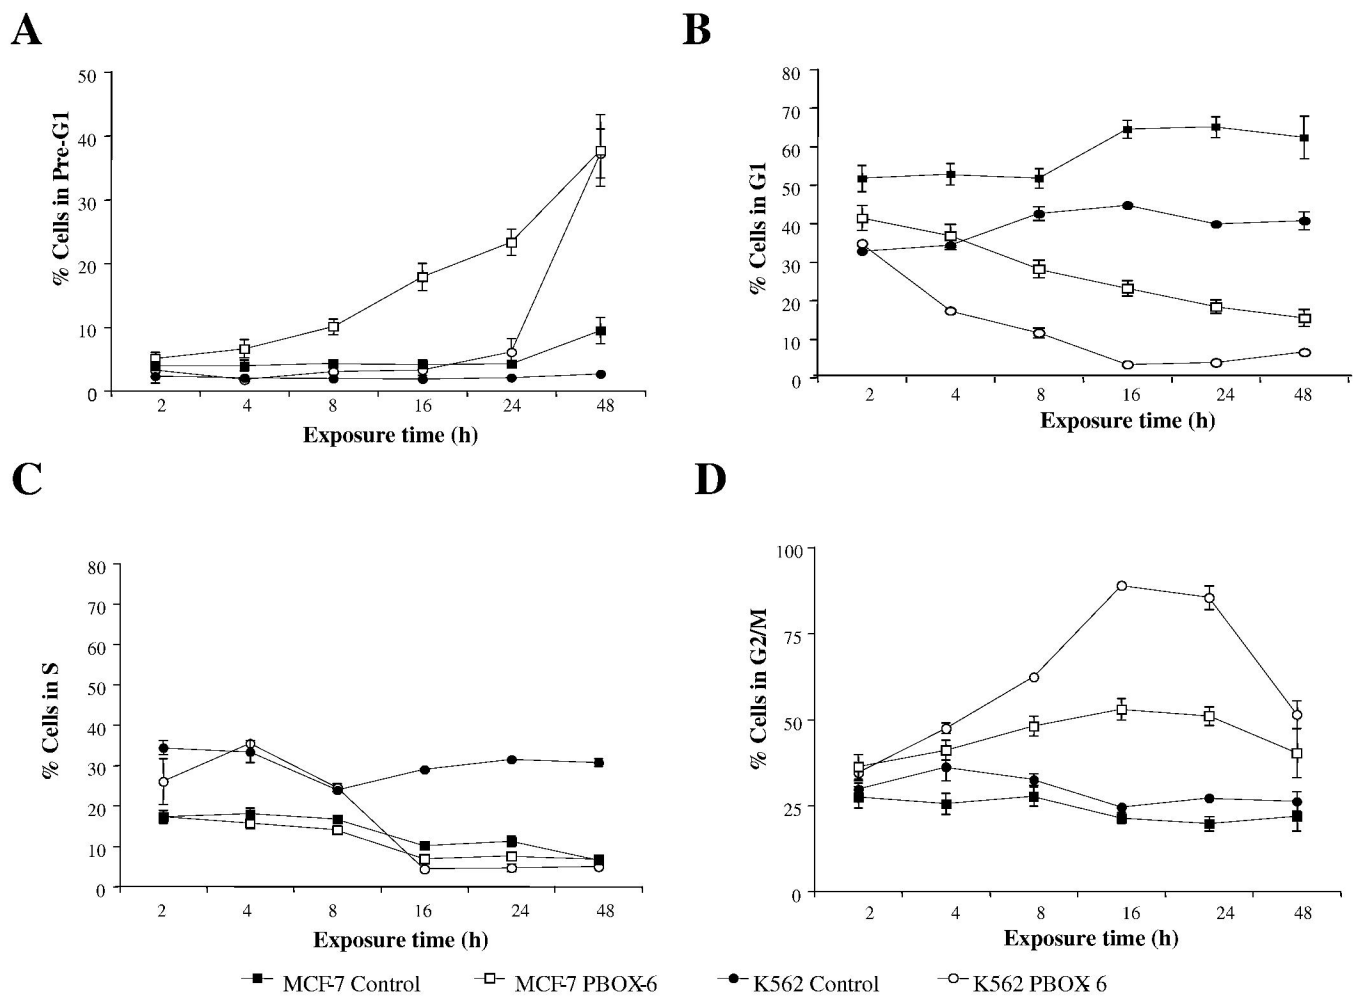 A
% Cells in Pre-G1
50
40
30
20
10
0
2 4 8 16 24 48
Exposure time (h)
B
% Cells in G1
80
70
60
50
40
30
20
10
0
2 4 8 16 24 48
Exposure time (h)
C
% Cells in S
80
70
60
50
40
30
20
10
0
2 4 8 16 24 48
Exposure time (h)
D
% Cells in G2/M
100
75
50
25
0
2 4 8 16 24 48
Exposure time (h)
MCF-7 Control MCF-7 PBOX-6 K562 Control K562 PBOX-6